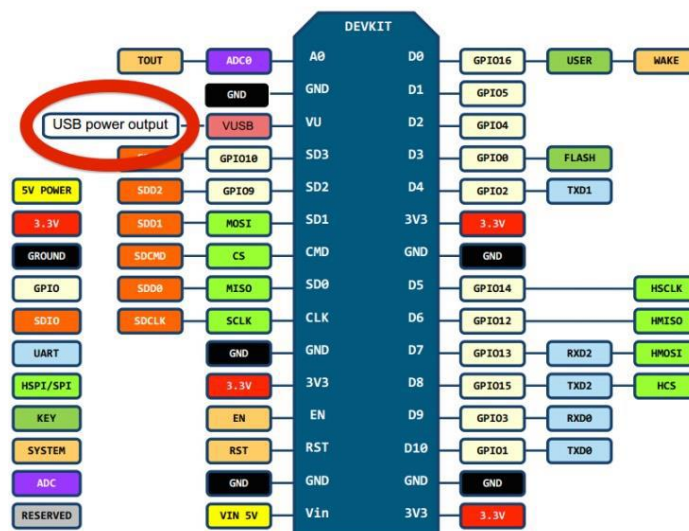 DEVKIT
TOUT ADC0 A0 D0 GPIO16 USER WAKE
GND GND D1 GPIO5
USB power output VUSB VU D2 GPIO4
GPIO10 SD3 D3 GPIO0 FLASH
5V POWER SDD2 GPIO9 SD2 D4 GPIO2 TXD1
3.3V SDD1 MOSI SD1 3V3 3.3V
GROUND SDCMD CS CMD GND GND
GPIO SDD0 MISO SD0 D5 GPIO14 HSCLK
SDIO SDCLK SCLK CLK D6 GPIO12 HMISO
UART GND GND D7 GPIO13 RXD2 HMOSI
HSPI/SPI 3.3V 3V3 D8 GPIO15 TXD2 HCS
KEY EN EN D9 GPIO3 RXD0
SYSTEM RST RST D10 GPIO1 TXD0
ADC GND GND GND GND
RESERVED VIN 5V Vin 3V3 3.3V